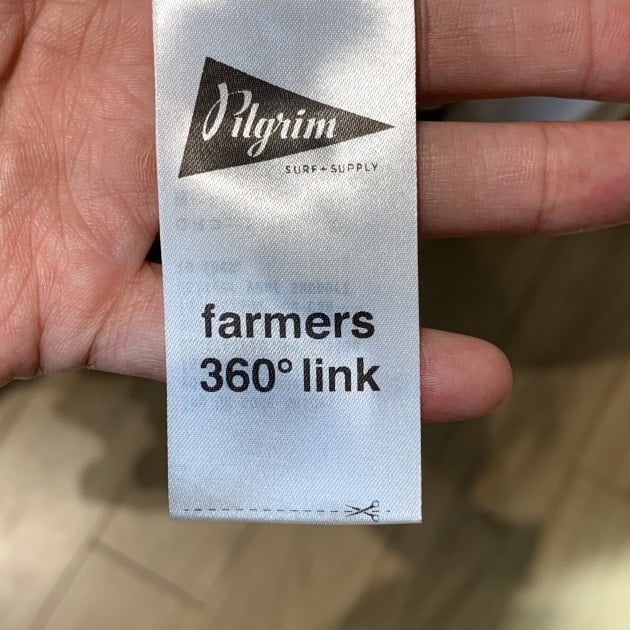 Pilgrim
SURF+SUPPLY
farmers
360° link